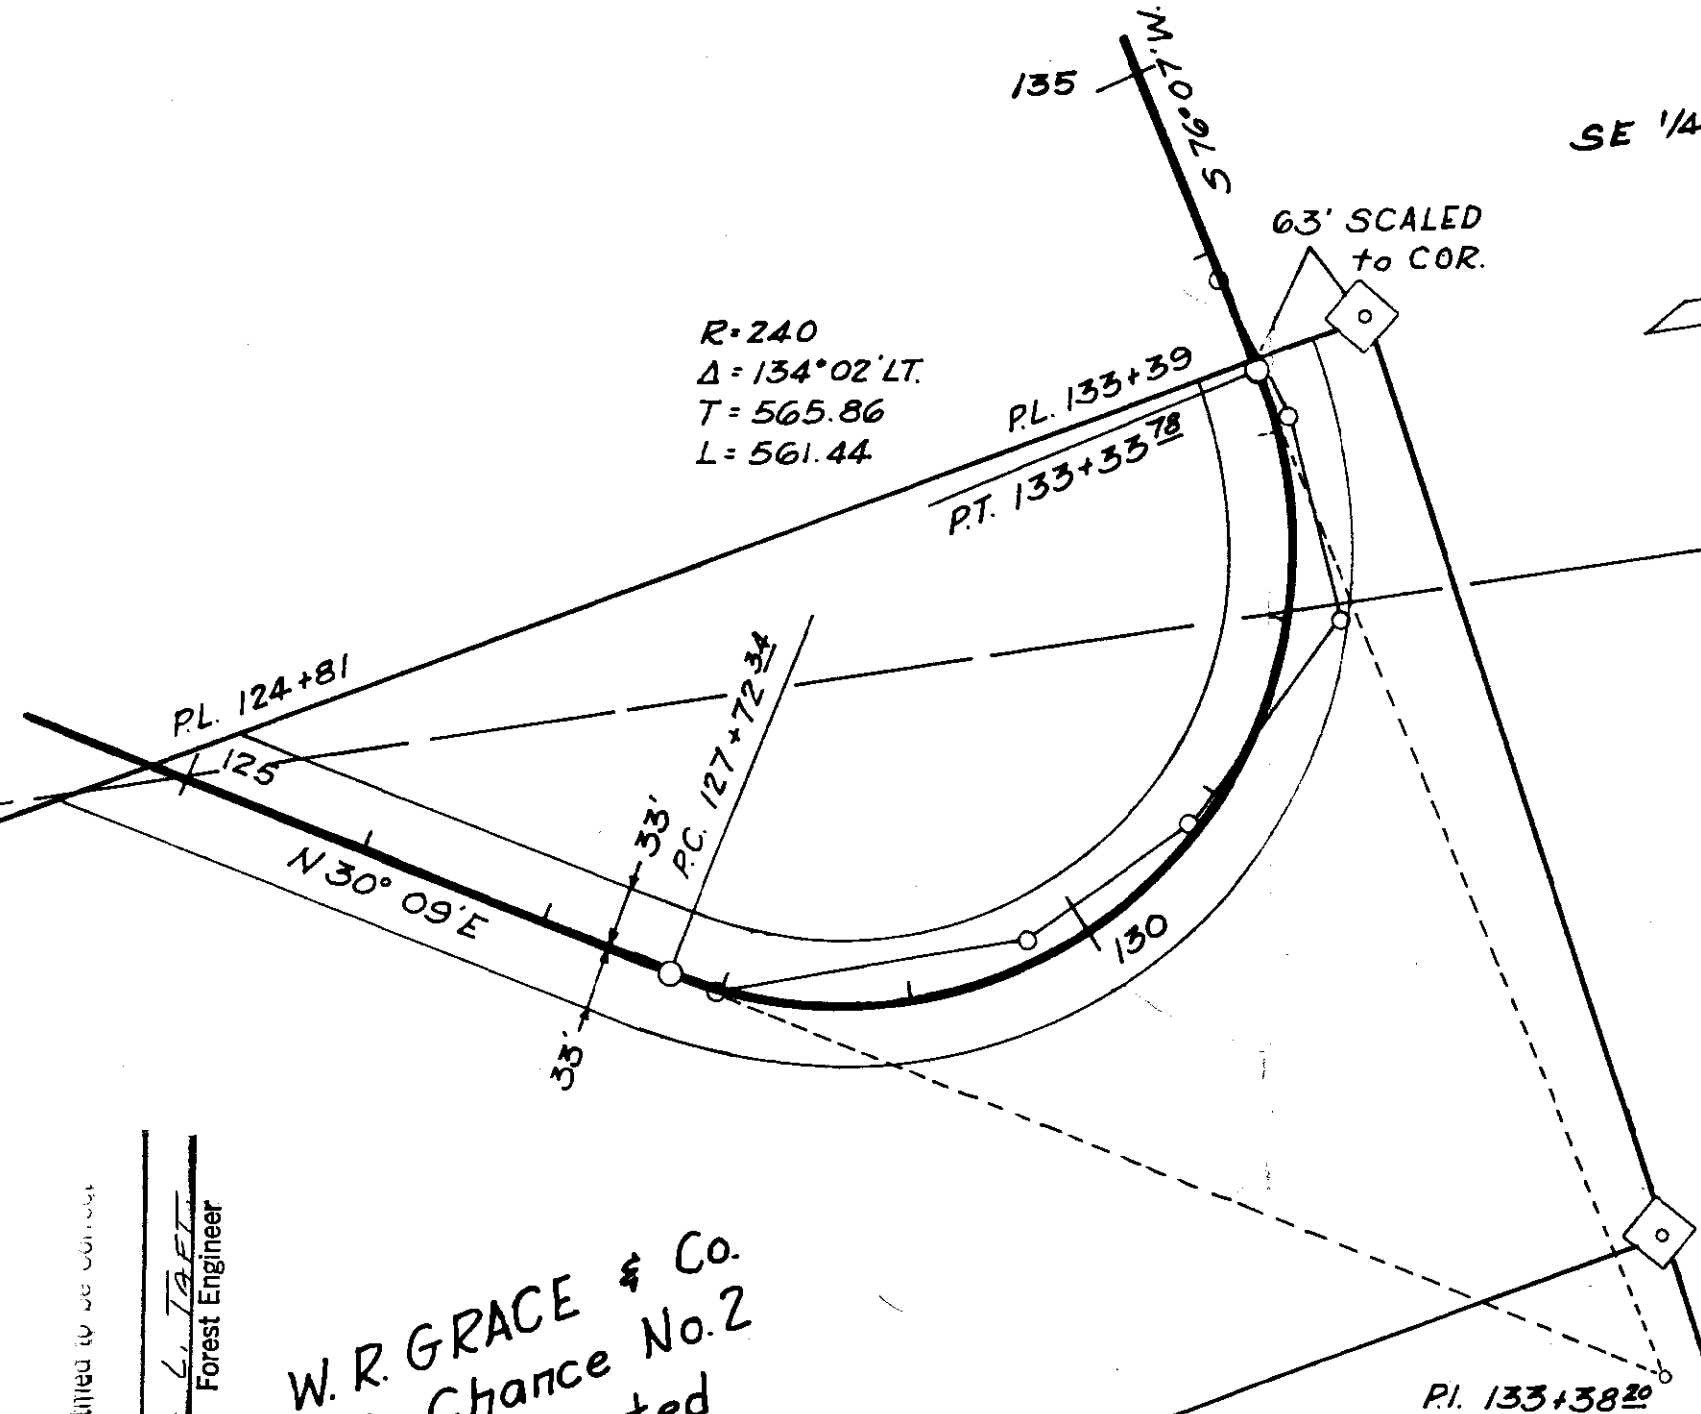 135
S 76° 07' W.
SE 1/4
63' SCALED
to COR.
R=240
Δ = 134°02' LT.
T = 565.86
L = 561.44
P.L. 133+39
P.T. 133+33 78
P.L. 124+81
125
N 30° 09' E
33'
P.C. 127+72 34
33'
130
L. TAFT
Forest Engineer
W. R. GRACE & Co.
Chance No. 2
P.I. 133+38 20